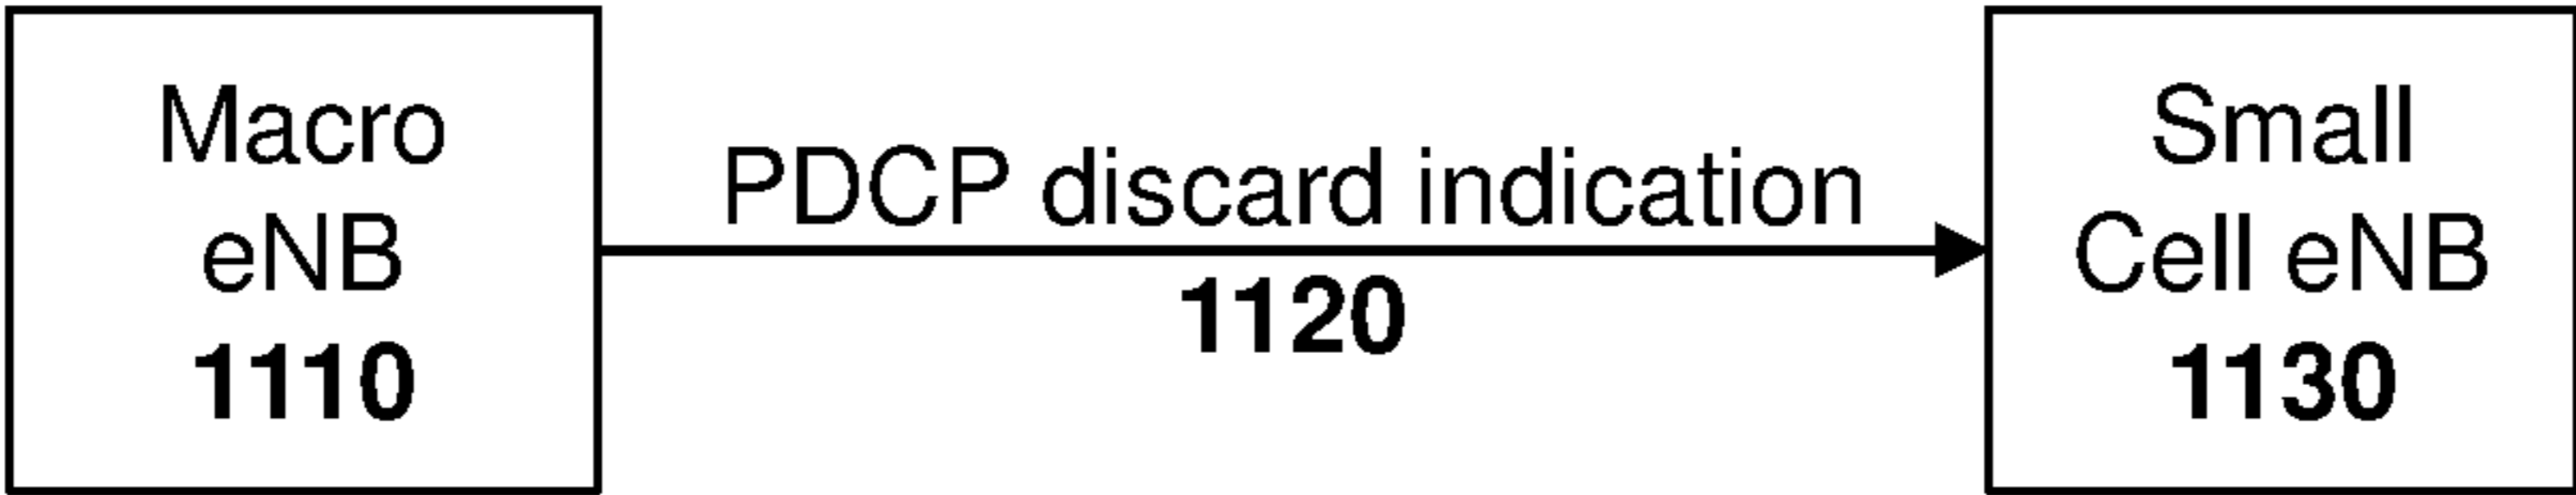 Macro
eNB
1110
PDCP discard indication
1120
Small
Cell eNB
1130